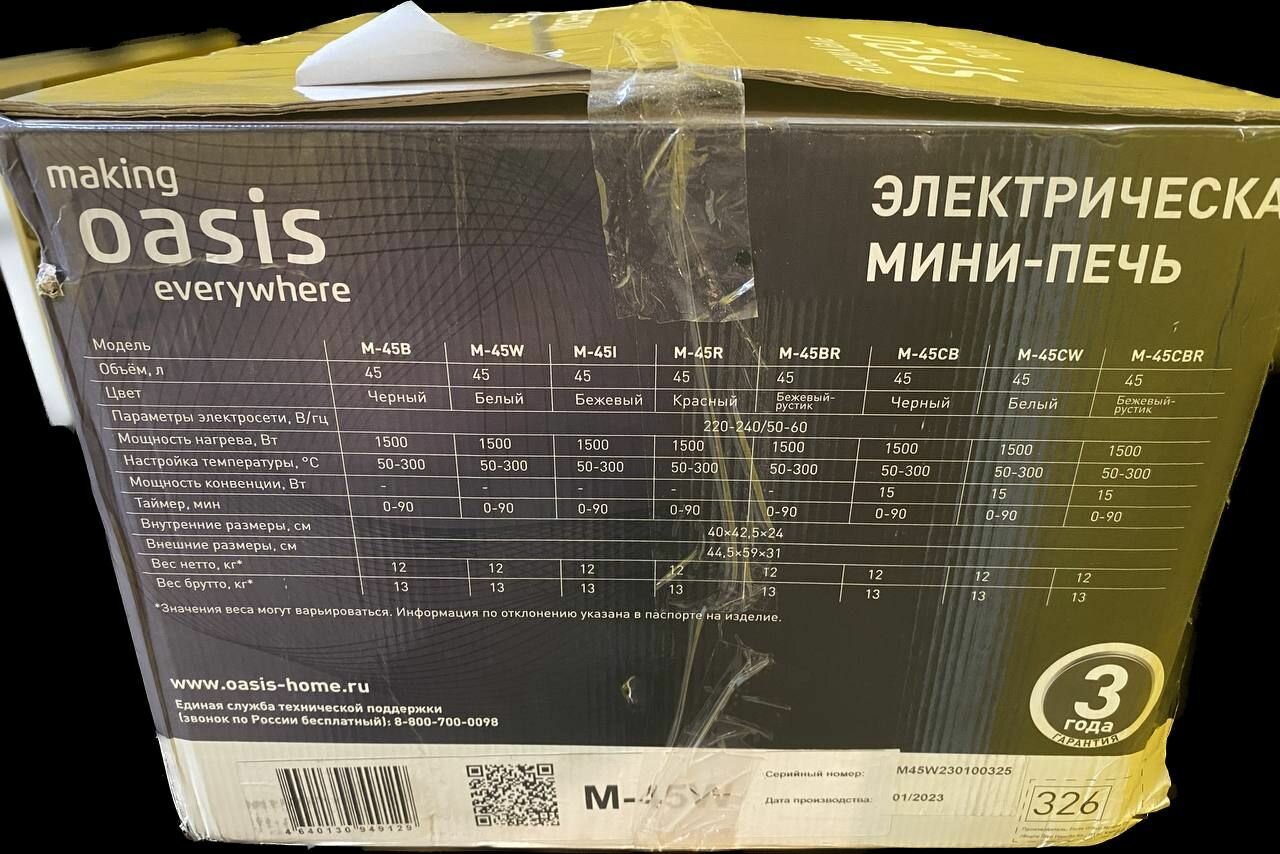 making
oasis
everywhere
ЭЛЕКТРИЧЕСКА
МИНИ-ПЕЧЬ
Модель M-45B M-45W M-45I M-45R M-45BR M-45CB M-45CW M-45CBR
Объём, л 45 45 45 45 45 45 45 45
Цвет Черный Белый Бежевый Красный Бежевый-рустик Черный Белый Бежевый-рустик
Параметры электросети, В/гц 220-240/50-60
Мощность нагрева, Вт 1500 1500 1500 1500 1500 1500 1500 1500
Настройка температуры, °C 50-300 50-300 50-300 50-300 50-300 50-300 50-300 50-300
Мощность конвенции, Вт - - - - - 15 15 15
Таймер, мин 0-90 0-90 0-90 0-90 0-90 0-90 0-90 0-90
Внутренние размеры, см 40×42,5×24
Внешние размеры, см 44,5×59×31
Вес нетто, кг* 12 12 12 12 12 12 12 12
Вес брутто, кг* 13 13 13 13 13 13 13 13
*Значения веса могут варьироваться. Информация по отклонению указана в паспорте на изделие.
www.oasis-home.ru
Единая служба технической поддержки
(звонок по России бесплатный): 8-800-700-0098
3
года
ГАРАНТИЯ
4 640130 949129
M-45W
Серийный номер: M45W230100325
Дата производства: 01/2023
326